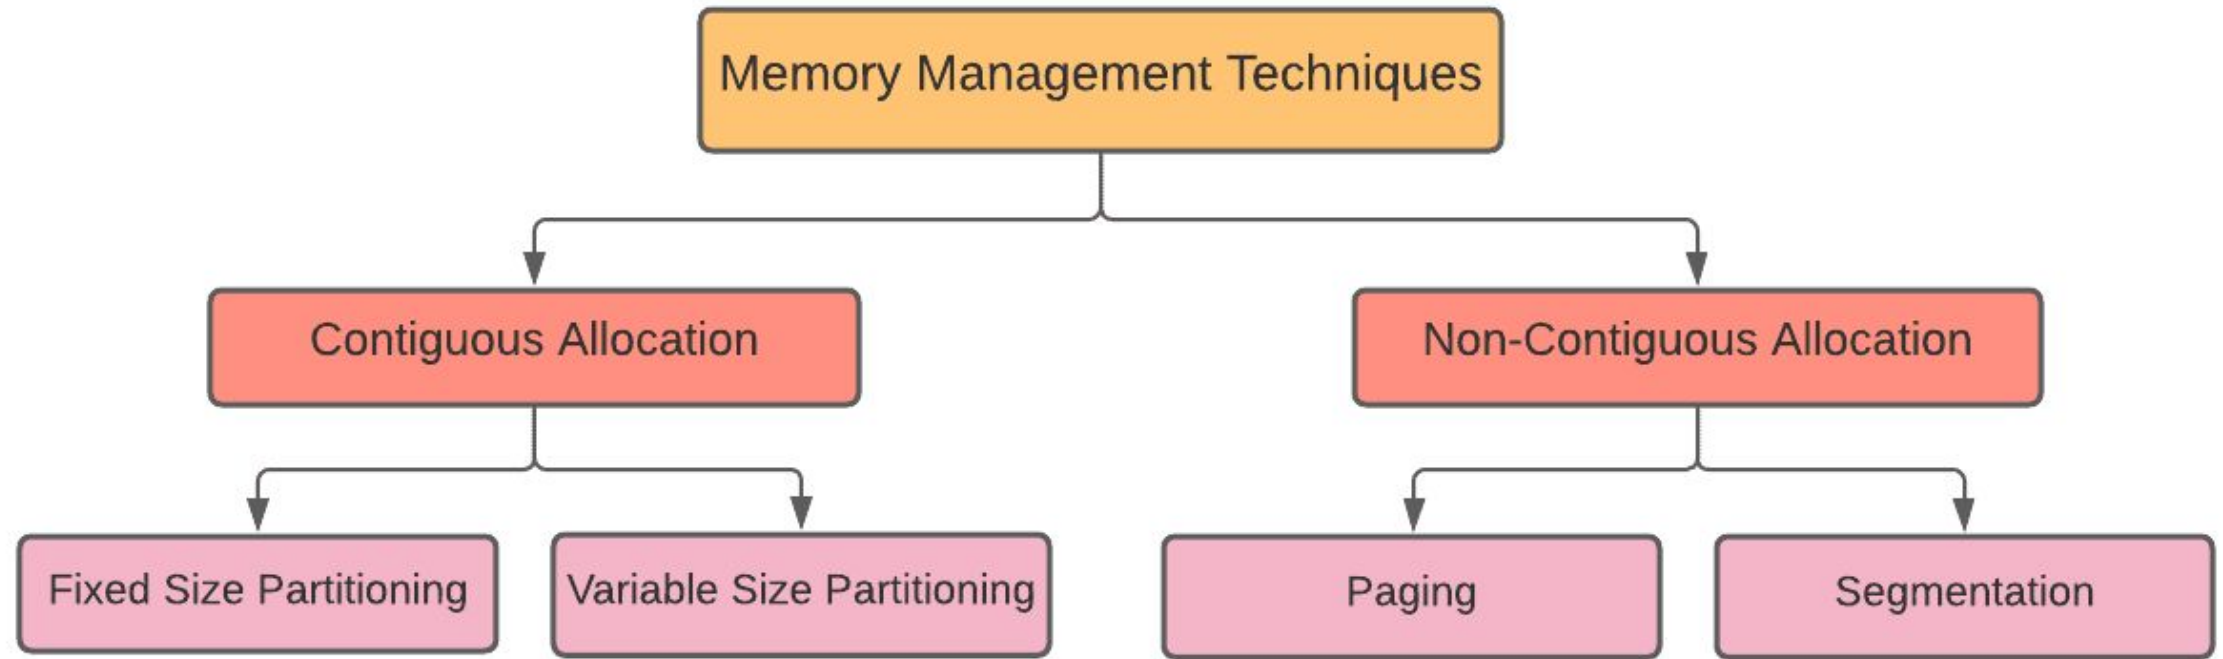 Memory Management Techniques
Contiguous Allocation
Non-Contiguous Allocation
Fixed Size Partitioning
Variable Size Partitioning
Paging
Segmentation